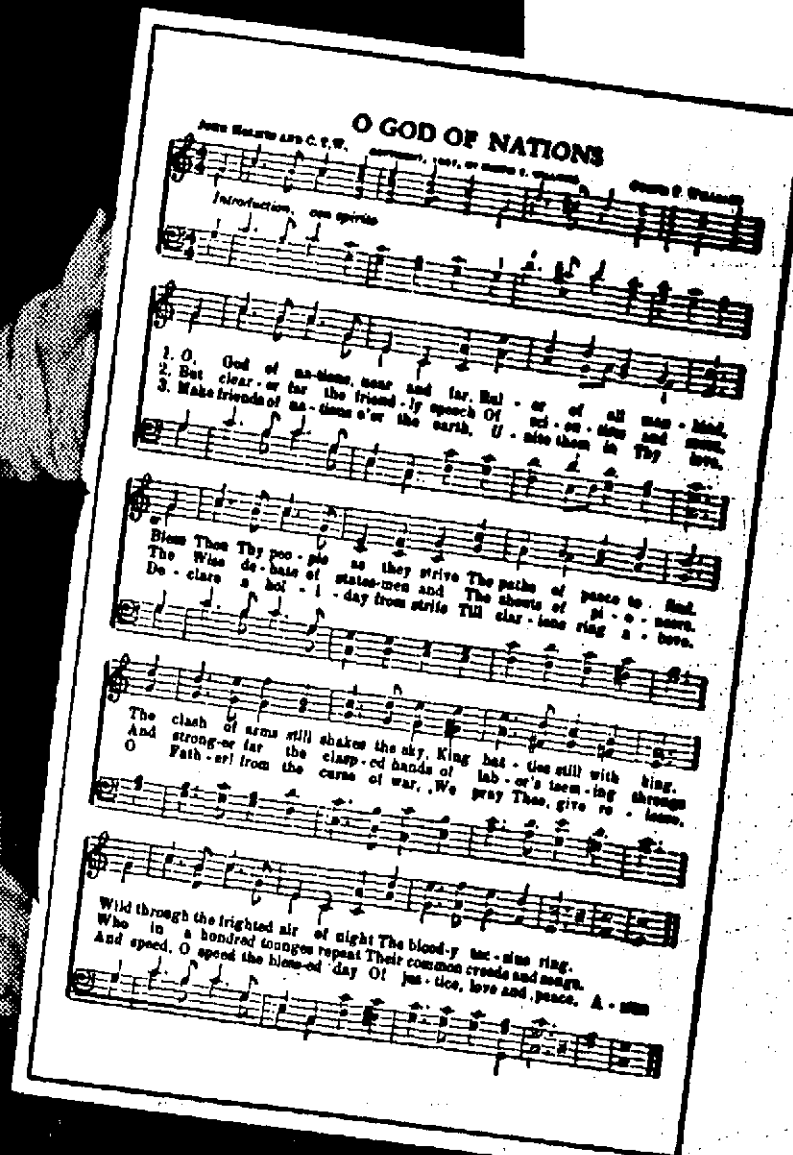 O GOD OF NATIONS
JOHN AND C. T. W.
COPYRIGHT, BY
Introduction, con spirito
1. O, God of na-tions, near and far, Rul - er of all man - kind,
2. But clear - er far the friend - ly speech Of sci - en - tists and seers,
3. Make friends of na - tions o'er the earth, U - nite them in Thy love,
Bless Thou Thy peo - ple as they strive The paths of peace to find.
The Wise de - bate of states-men and The shouts of pi - o - neers.
De - clare a hol - i - day from strife Till clar - ions ring a - bove.
The clash of arms still shakes the sky, King bat - tles still with king,
And strong-er far the clasp - ed hands of lab - or's teem - ing throngs
O Fath - er! from the curse of war, We pray Thee, give re - lease,
Wild through the frighted air of night The blood-y toc - sins ring.
Who in a hundred tounges repeat Their common creeds and songs.
And speed, O speed the bless-ed day Of jus - tice, love and peace. A - men